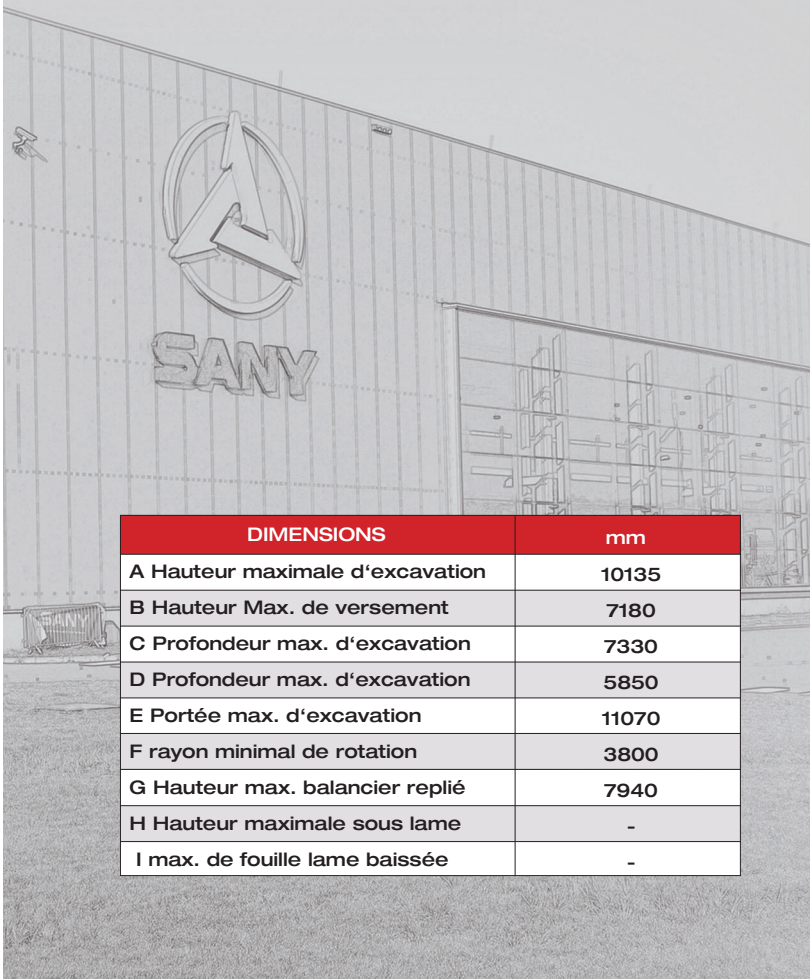 SANY
SANY
DIMENSIONS mm
A Hauteur maximale d‘excavation 10135
B Hauteur Max. de versement 7180
C Profondeur max. d‘excavation 7330
D Profondeur max. d‘excavation 5850
E Portée max. d‘excavation 11070
F rayon minimal de rotation 3800
G Hauteur max. balancier replié 7940
H Hauteur maximale sous lame -
I max. de fouille lame baissée -